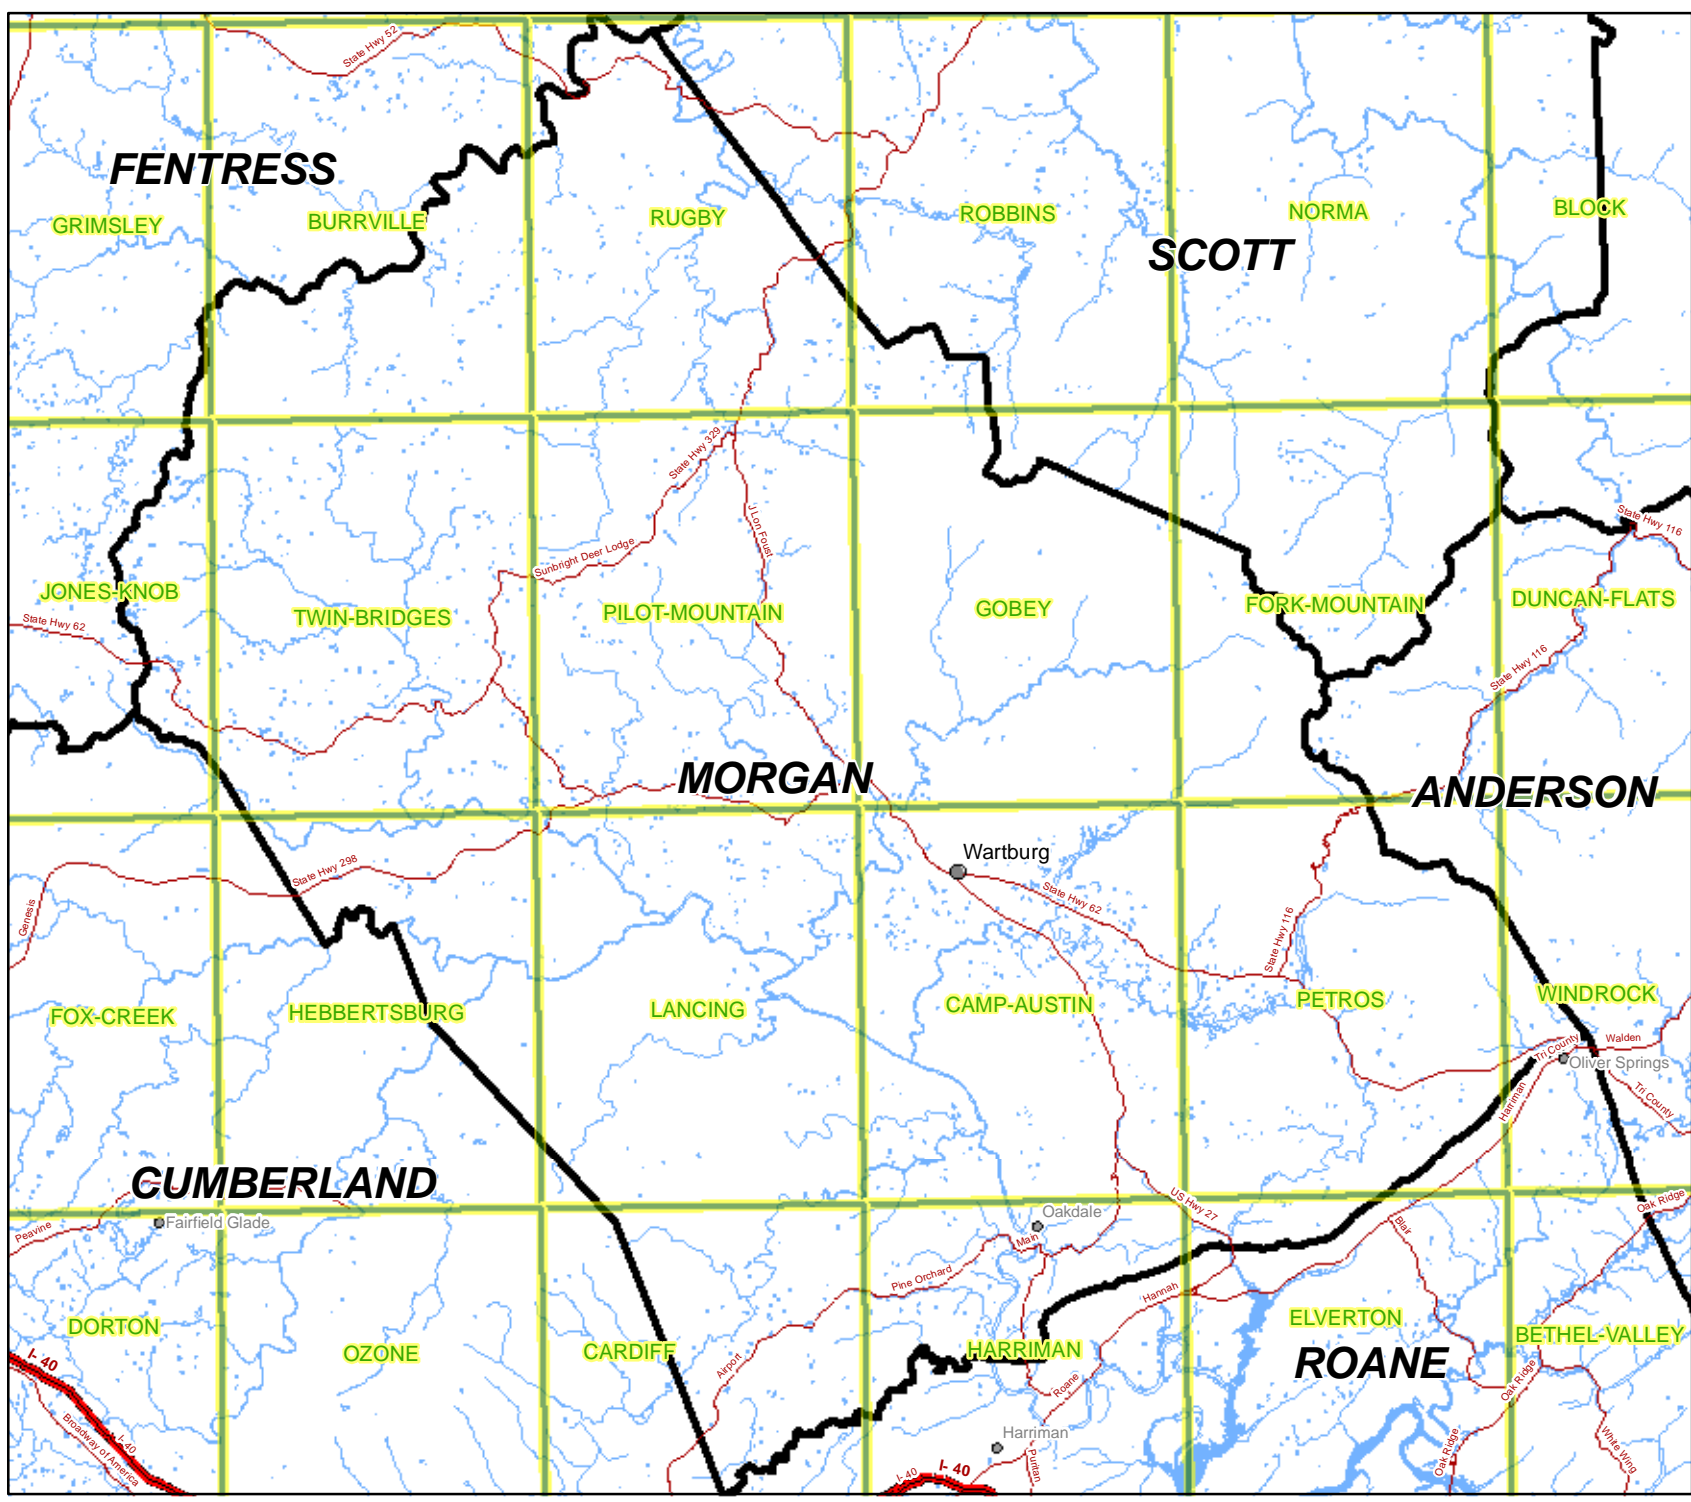 State Hwy 52
FENTRESS
GRIMSLEY
BURRVILLE
RUGBY
ROBBINS
NORMA
BLOCK
SCOTT
State Hwy 329
J Lon Foust
Sunbright Deer Lodge
State Hwy 116
JONES-KNOB
TWIN-BRIDGES
PILOT-MOUNTAIN
GOBEY
FORK-MOUNTAIN
DUNCAN-FLATS
State Hwy 62
State Hwy 116
MORGAN
ANDERSON
Wartburg
State Hwy 298
State Hwy 62
Genesis
State Hwy 116
FOX-CREEK
HEBBERTSBURG
LANCING
CAMP-AUSTIN
PETROS
WINDROCK
Tri County
Walden
Oliver Springs
Harriman
Tri County
CUMBERLAND
US Hwy 27
Oak Ridge
Peavine
Fairfield Glade
Oakdale
Main
Blair
Pine Orchard
Hannah
DORTON
OZONE
CARDIFF
HARRIMAN
ELVERTON
BETHEL-VALLEY
I- 40
Airport
Roane
ROANE
Oak Ridge
Broadway of America
I- 40
Harriman
Puritan
Oak Ridge
White Wing
I- 40
I- 40